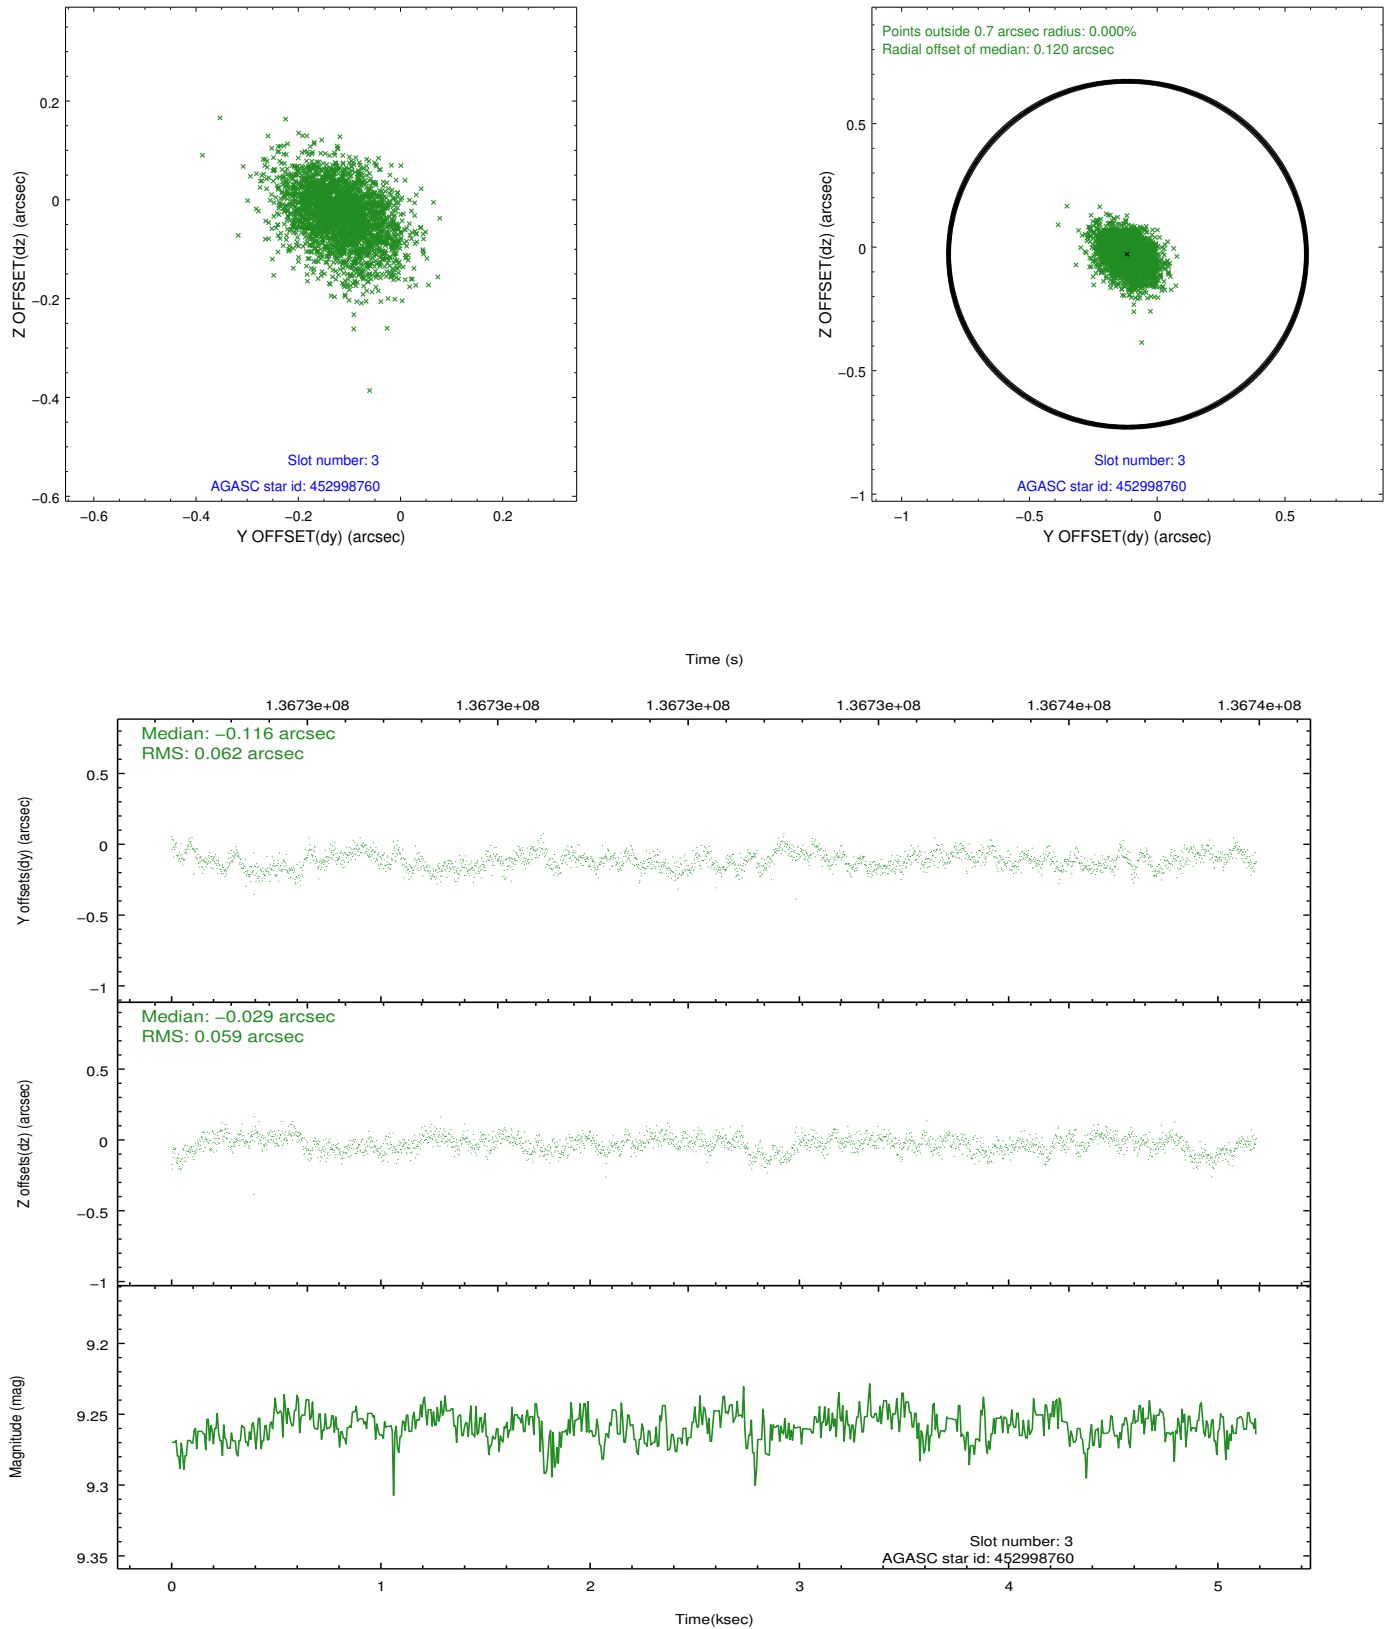 0.2
0
−0.2
−0.4
−0.6
Z OFFSET(dz) (arcsec)
Slot number: 3
AGASC star id: 452998760
−0.6
−0.4
−0.2
0
0.2
Y OFFSET(dy) (arcsec)
Points outside 0.7 arcsec radius: 0.000%
Radial offset of median: 0.120 arcsec
0.5
0
−0.5
−1
Z OFFSET(dz) (arcsec)
Slot number: 3
AGASC star id: 452998760
−1
−0.5
0
0.5
Y OFFSET(dy) (arcsec)
Time (s)
1.3673e+08
1.3673e+08
1.3673e+08
1.3673e+08
1.3674e+08
1.3674e+08
Median: −0.116 arcsec
RMS: 0.062 arcsec
0.5
0
−0.5
−1
Y offsets(dy) (arcsec)
Median: −0.029 arcsec
RMS: 0.059 arcsec
0.5
0
−0.5
−1
Z offsets(dz) (arcsec)
9.2
9.25
9.3
9.35
Magnitude (mag)
Slot number: 3
AGASC star id: 452998760
0
1
2
3
4
5
Time(ksec)